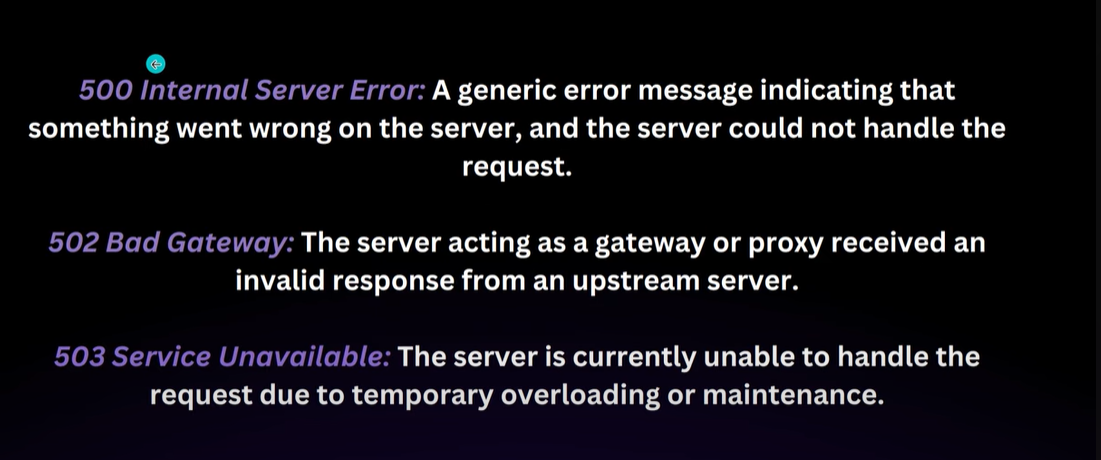 500 Internal Server Error: A generic error message indicating that
something went wrong on the server, and the server could not handle the
request.
502 Bad Gateway: The server acting as a gateway or proxy received an
invalid response from an upstream server.
503 Service Unavailable: The server is currently unable to handle the
request due to temporary overloading or maintenance.